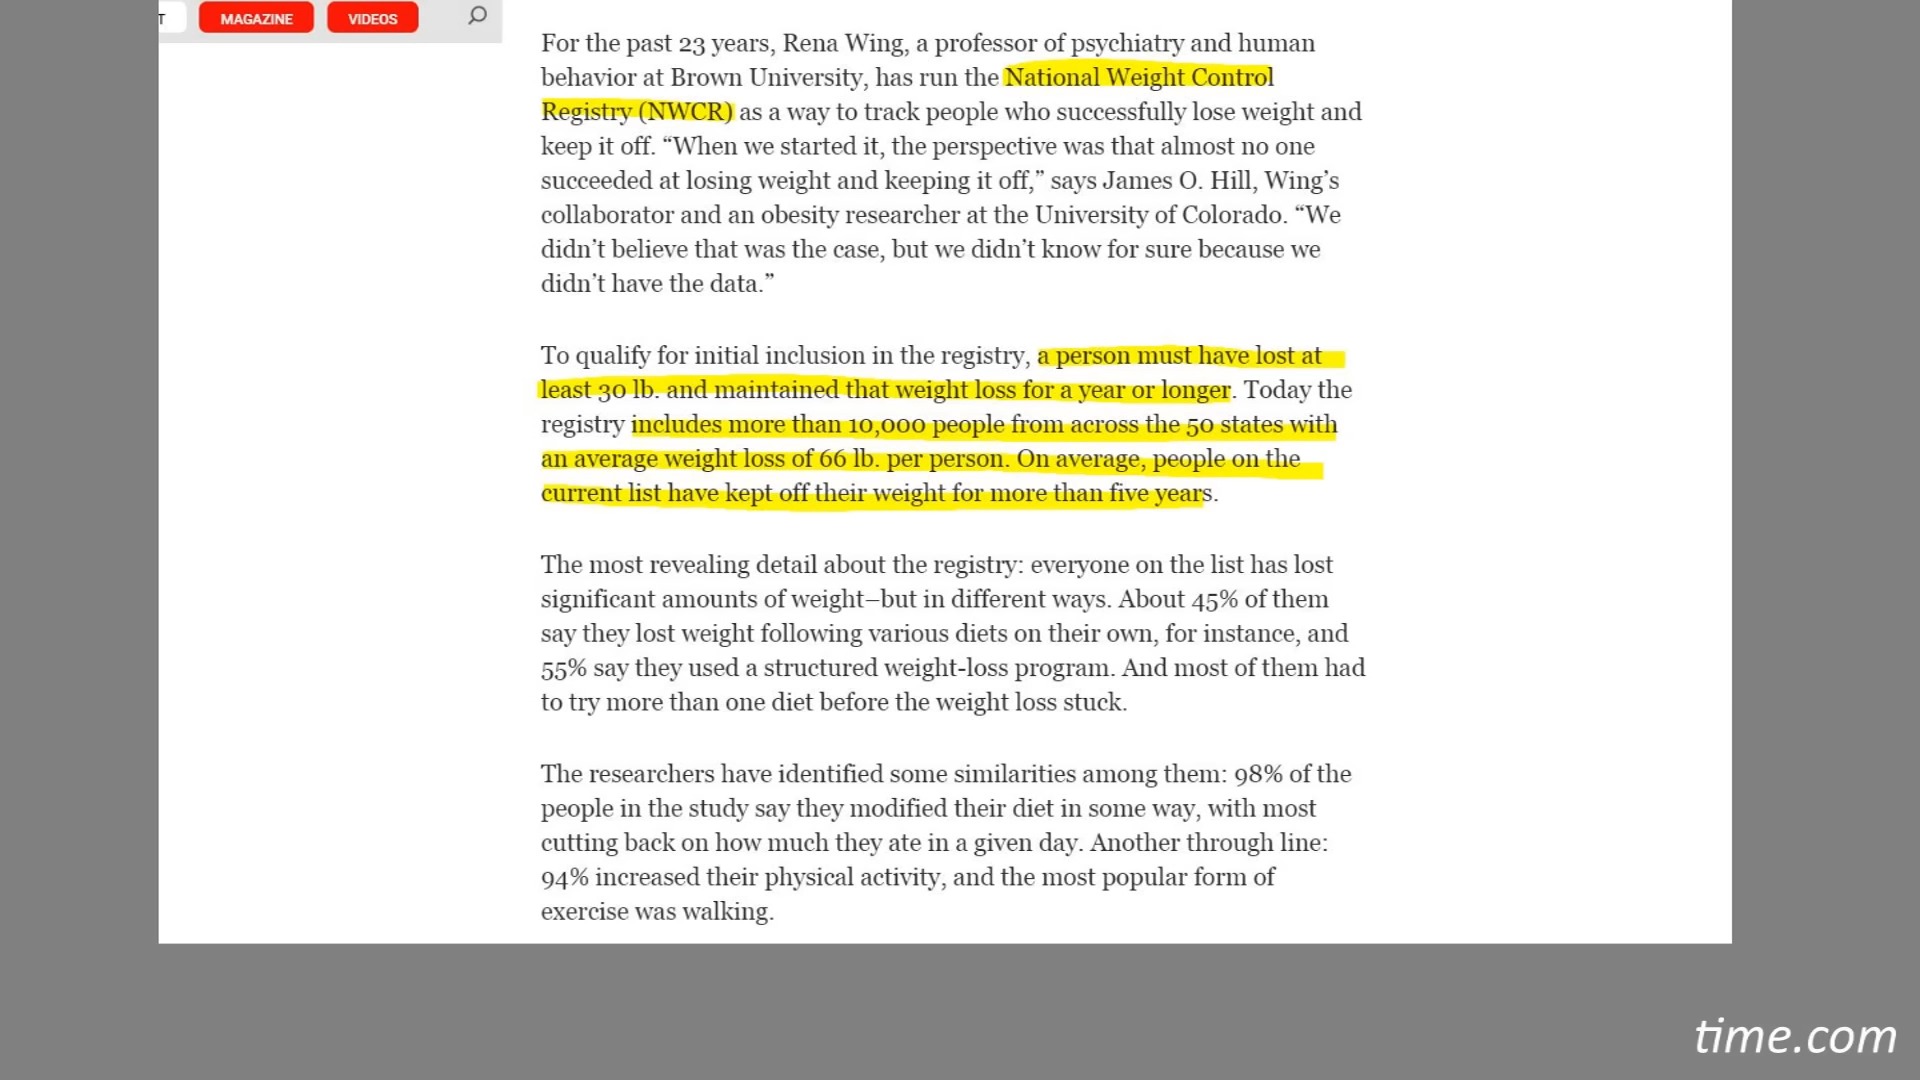 T
MAGAZINE
VIDEOS
For the past 23 years, Rena Wing, a professor of psychiatry and human
behavior at Brown University, has run the National Weight Control
Registry (NWCR) as a way to track people who successfully lose weight and
keep it off. “When we started it, the perspective was that almost no one
succeeded at losing weight and keeping it off,” says James O. Hill, Wing’s
collaborator and an obesity researcher at the University of Colorado. “We
didn’t believe that was the case, but we didn’t know for sure because we
didn’t have the data.”
To qualify for initial inclusion in the registry, a person must have lost at
least 30 lb. and maintained that weight loss for a year or longer. Today the
registry includes more than 10,000 people from across the 50 states with
an average weight loss of 66 lb. per person. On average, people on the
current list have kept off their weight for more than five years.
The most revealing detail about the registry: everyone on the list has lost
significant amounts of weight–but in different ways. About 45% of them
say they lost weight following various diets on their own, for instance, and
55% say they used a structured weight-loss program. And most of them had
to try more than one diet before the weight loss stuck.
The researchers have identified some similarities among them: 98% of the
people in the study say they modified their diet in some way, with most
cutting back on how much they ate in a given day. Another through line:
94% increased their physical activity, and the most popular form of
exercise was walking.
time.com